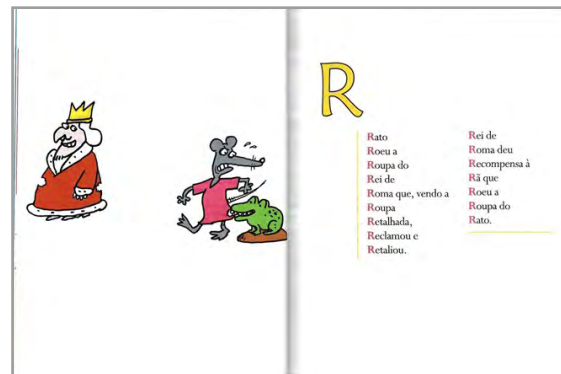 R
Rato
Roeu a
Roupa do
Rei de
Roma que, vendo a
Roupa
Retalhada,
Reclamou e
Retaliou.
Rei de
Roma deu
Recompensa à
Rã que
Roeu a
Roupa do
Rato.